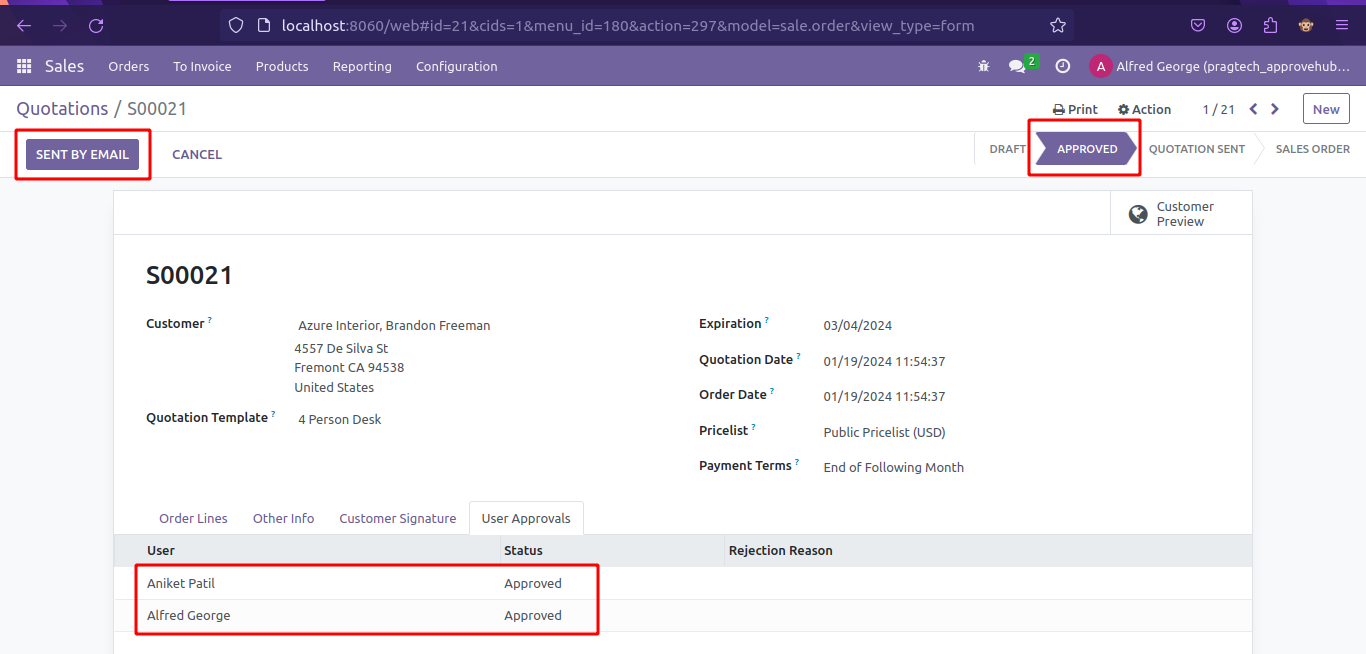 localhost:8060/web#id=21&cids=1&menu_id=180&action=297&model=sale.order&view_type=form
Sales Orders To Invoice Products Reporting Configuration 2 A Alfred George (pragtech_approvehub...
Quotations / S00021 Print Action 1 / 21 New
SENT BY EMAIL CANCEL DRAFT APPROVED QUOTATION SENT SALES ORDER
Customer
Preview
S00021
Customer ? Azure Interior, Brandon Freeman
4557 De Silva St
Fremont CA 94538
United States
Quotation Template ? 4 Person Desk
Expiration ? 03/04/2024
Quotation Date ? 01/19/2024 11:54:37
Order Date ? 01/19/2024 11:54:37
Pricelist ? Public Pricelist (USD)
Payment Terms ? End of Following Month
Order Lines Other Info Customer Signature User Approvals
User Status Rejection Reason
Aniket Patil Approved
Alfred George Approved